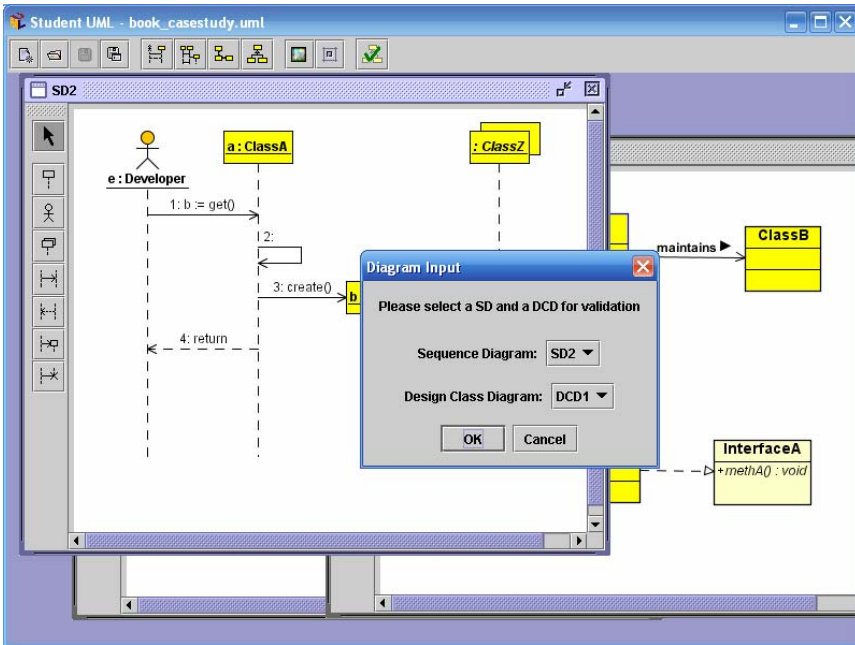 Student UML - book_casestudy.uml
SD2
e : Developer
a : ClassA
: ClassZ
1: b := get()
2:
3: create()
b
4: return
maintains
ClassB
InterfaceA
+methA() : void
Diagram Input
Please select a SD and a DCD for validation
Sequence Diagram: SD2
Design Class Diagram: DCD1
OK Cancel